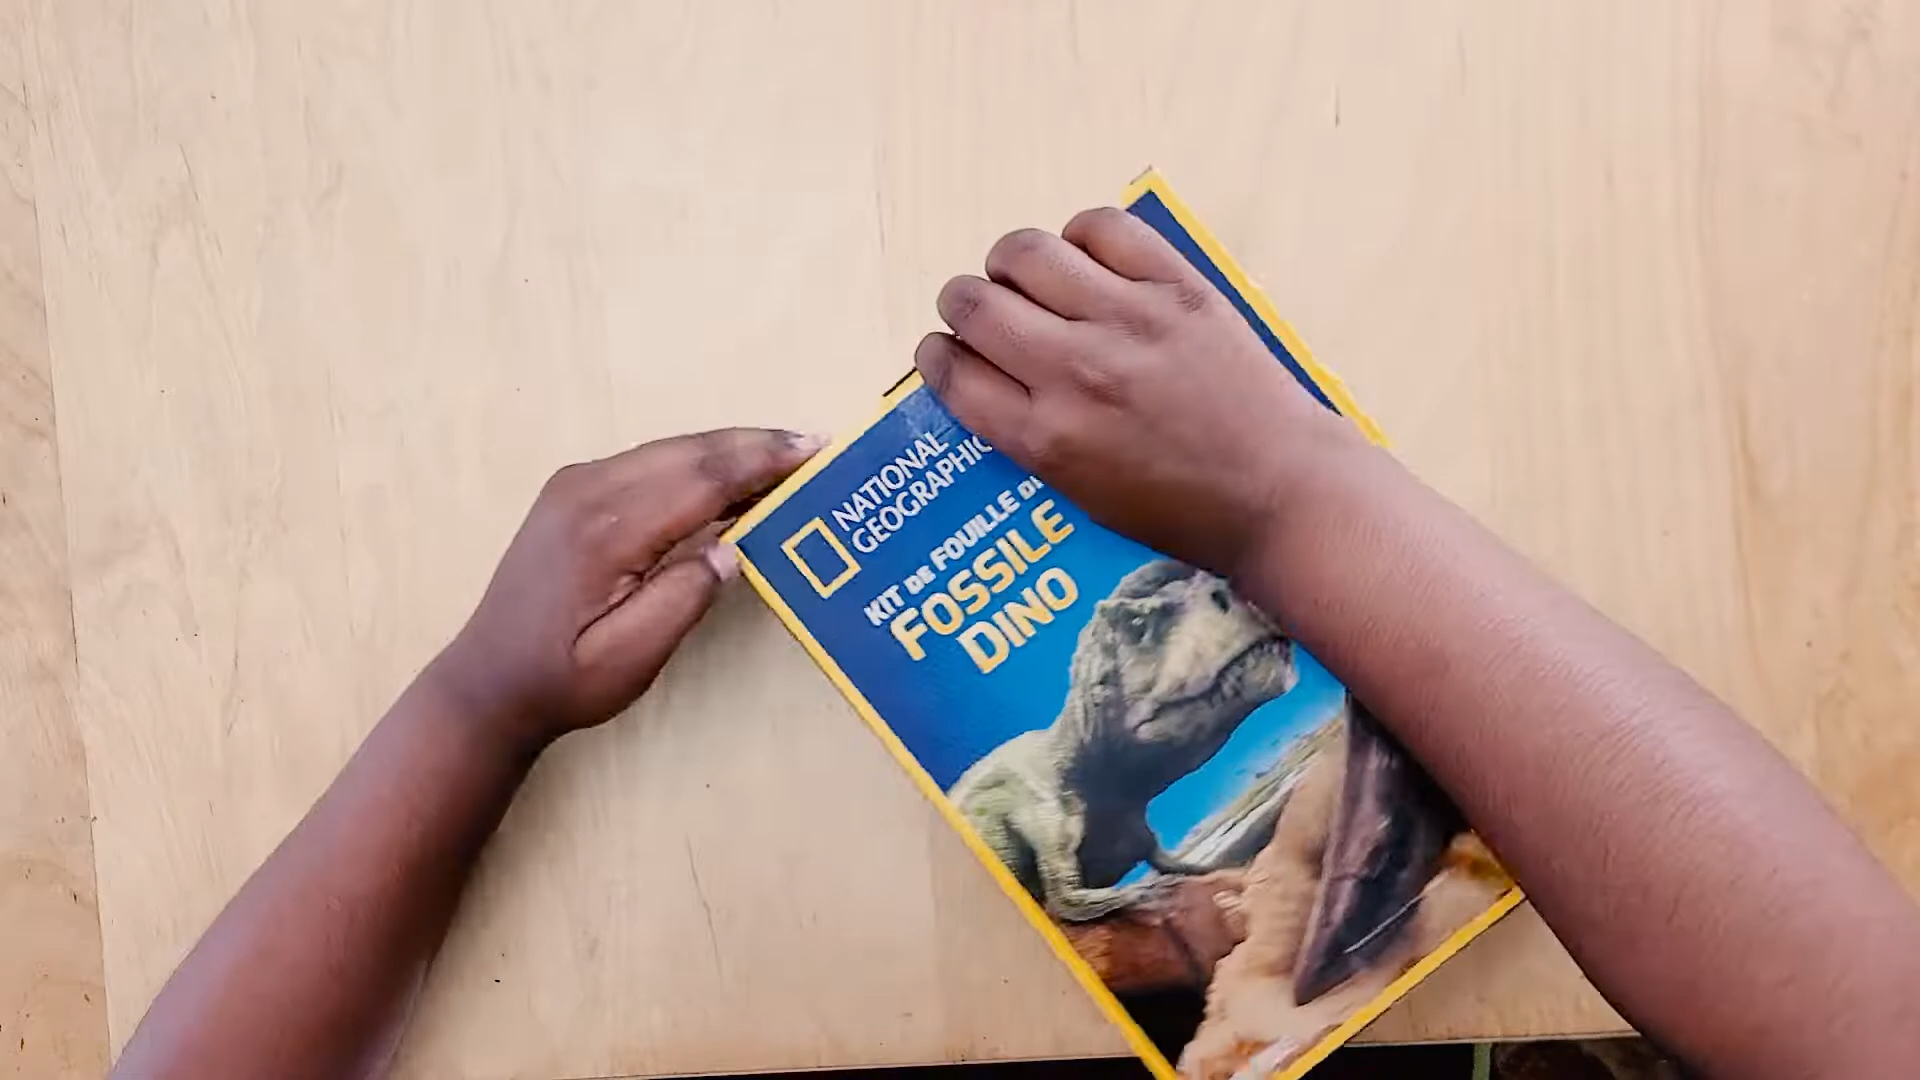 NATIONAL
GEOGRAPHIC
KIT DE FOUILLE
FOSSILE
DINO